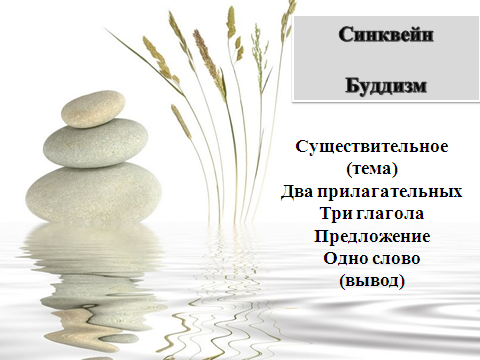 Синквейн
Буддизм
Существительное
(тема)
Два прилагательных
Три глагола
Предложение
Одно слово
(вывод)